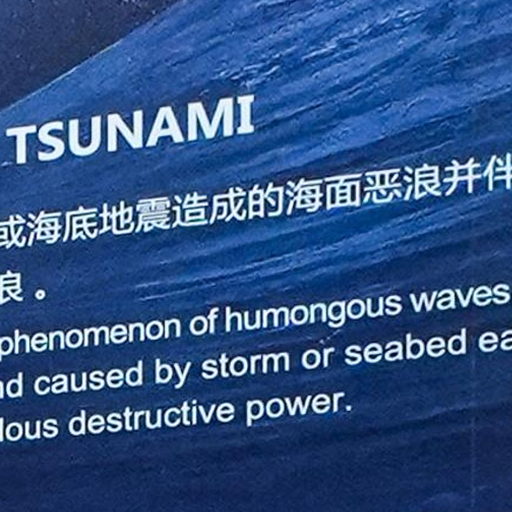 TSUNAMI
或海底地震造成的海面恶浪并伴
浪。
phenomenon of humongous waves
nd caused by storm or seabed ea
lous destructive power.